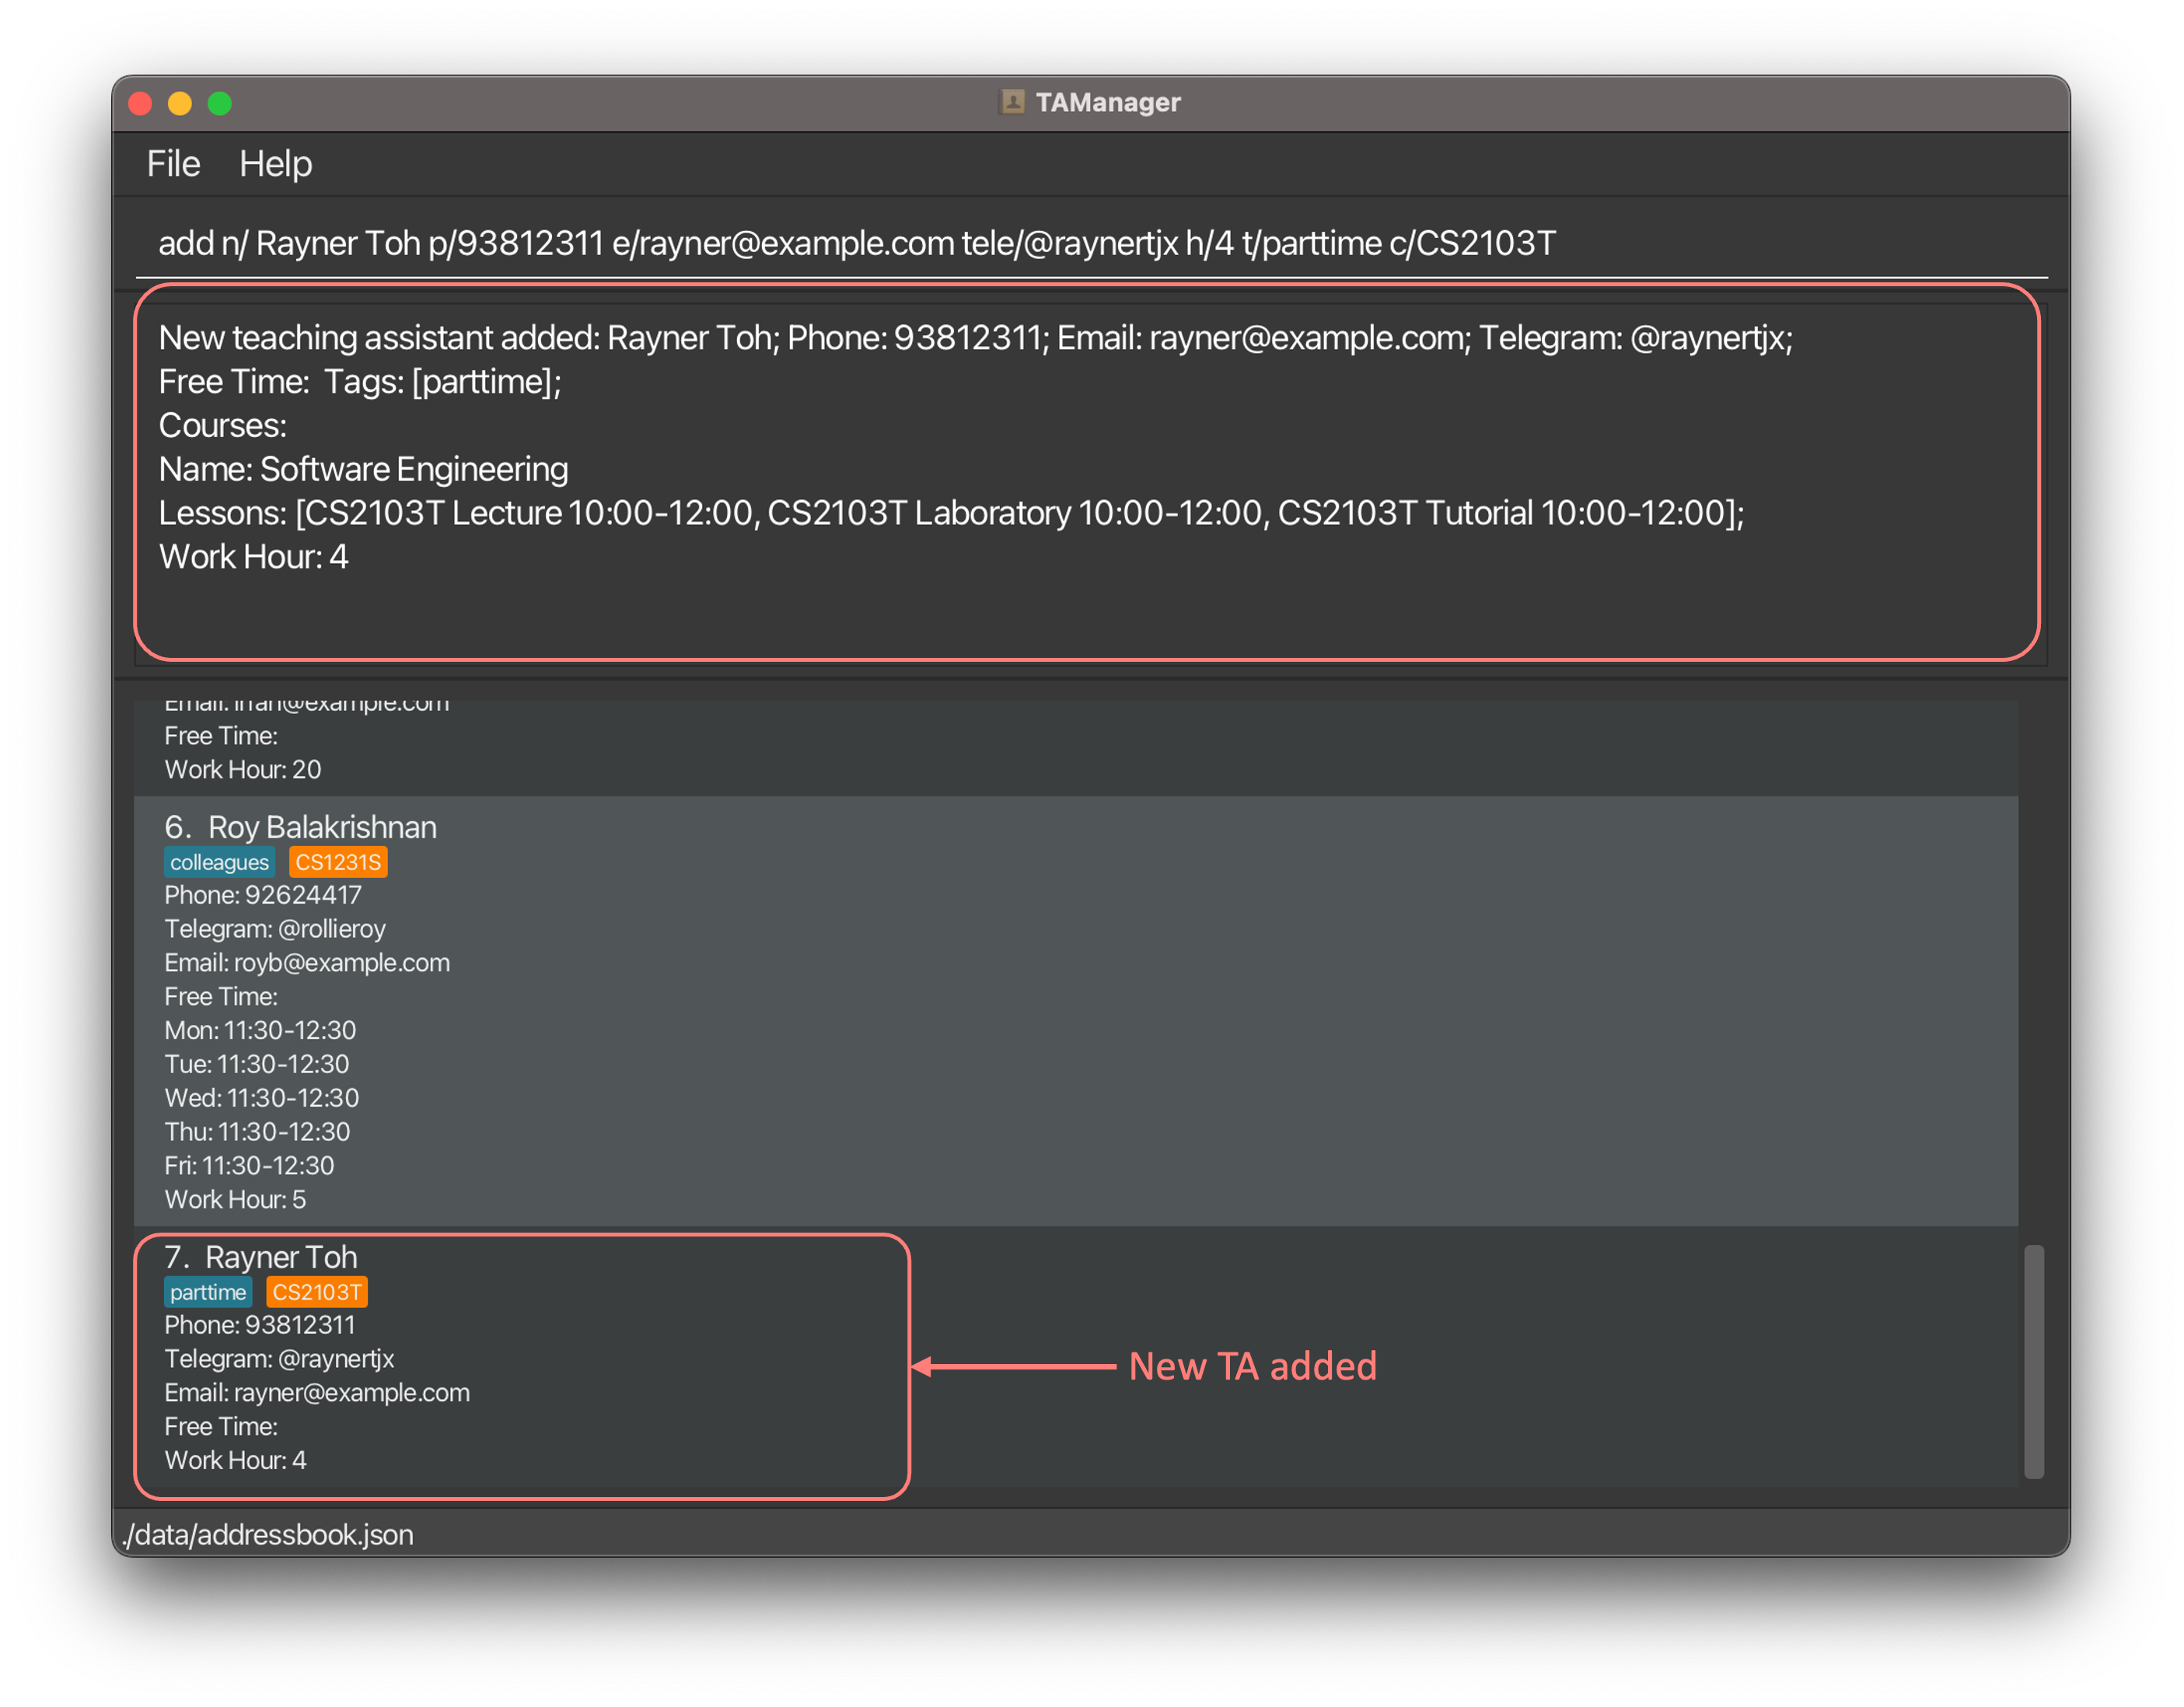 TAManager
File Help
add n/ Rayner Toh p/93812311 e/rayner@example.com tele/@raynertjx h/4 t/parttime c/CS2103T
New teaching assistant added: Rayner Toh; Phone: 93812311; Email: rayner@example.com; Telegram: @raynertjx;
Free Time:  Tags: [parttime];
Courses:
Name: Software Engineering
Lessons: [CS2103T Lecture 10:00-12:00, CS2103T Laboratory 10:00-12:00, CS2103T Tutorial 10:00-12:00];
Work Hour: 4
Email: irfan@example.com
Free Time:
Work Hour: 20
6. Roy Balakrishnan
colleagues CS1231S
Phone: 92624417
Telegram: @rollieroy
Email: royb@example.com
Free Time:
Mon: 11:30-12:30
Tue: 11:30-12:30
Wed: 11:30-12:30
Thu: 11:30-12:30
Fri: 11:30-12:30
Work Hour: 5
7. Rayner Toh
parttime CS2103T
Phone: 93812311
Telegram: @raynertjx
Email: rayner@example.com
Free Time:
Work Hour: 4
New TA added
./data/addressbook.json